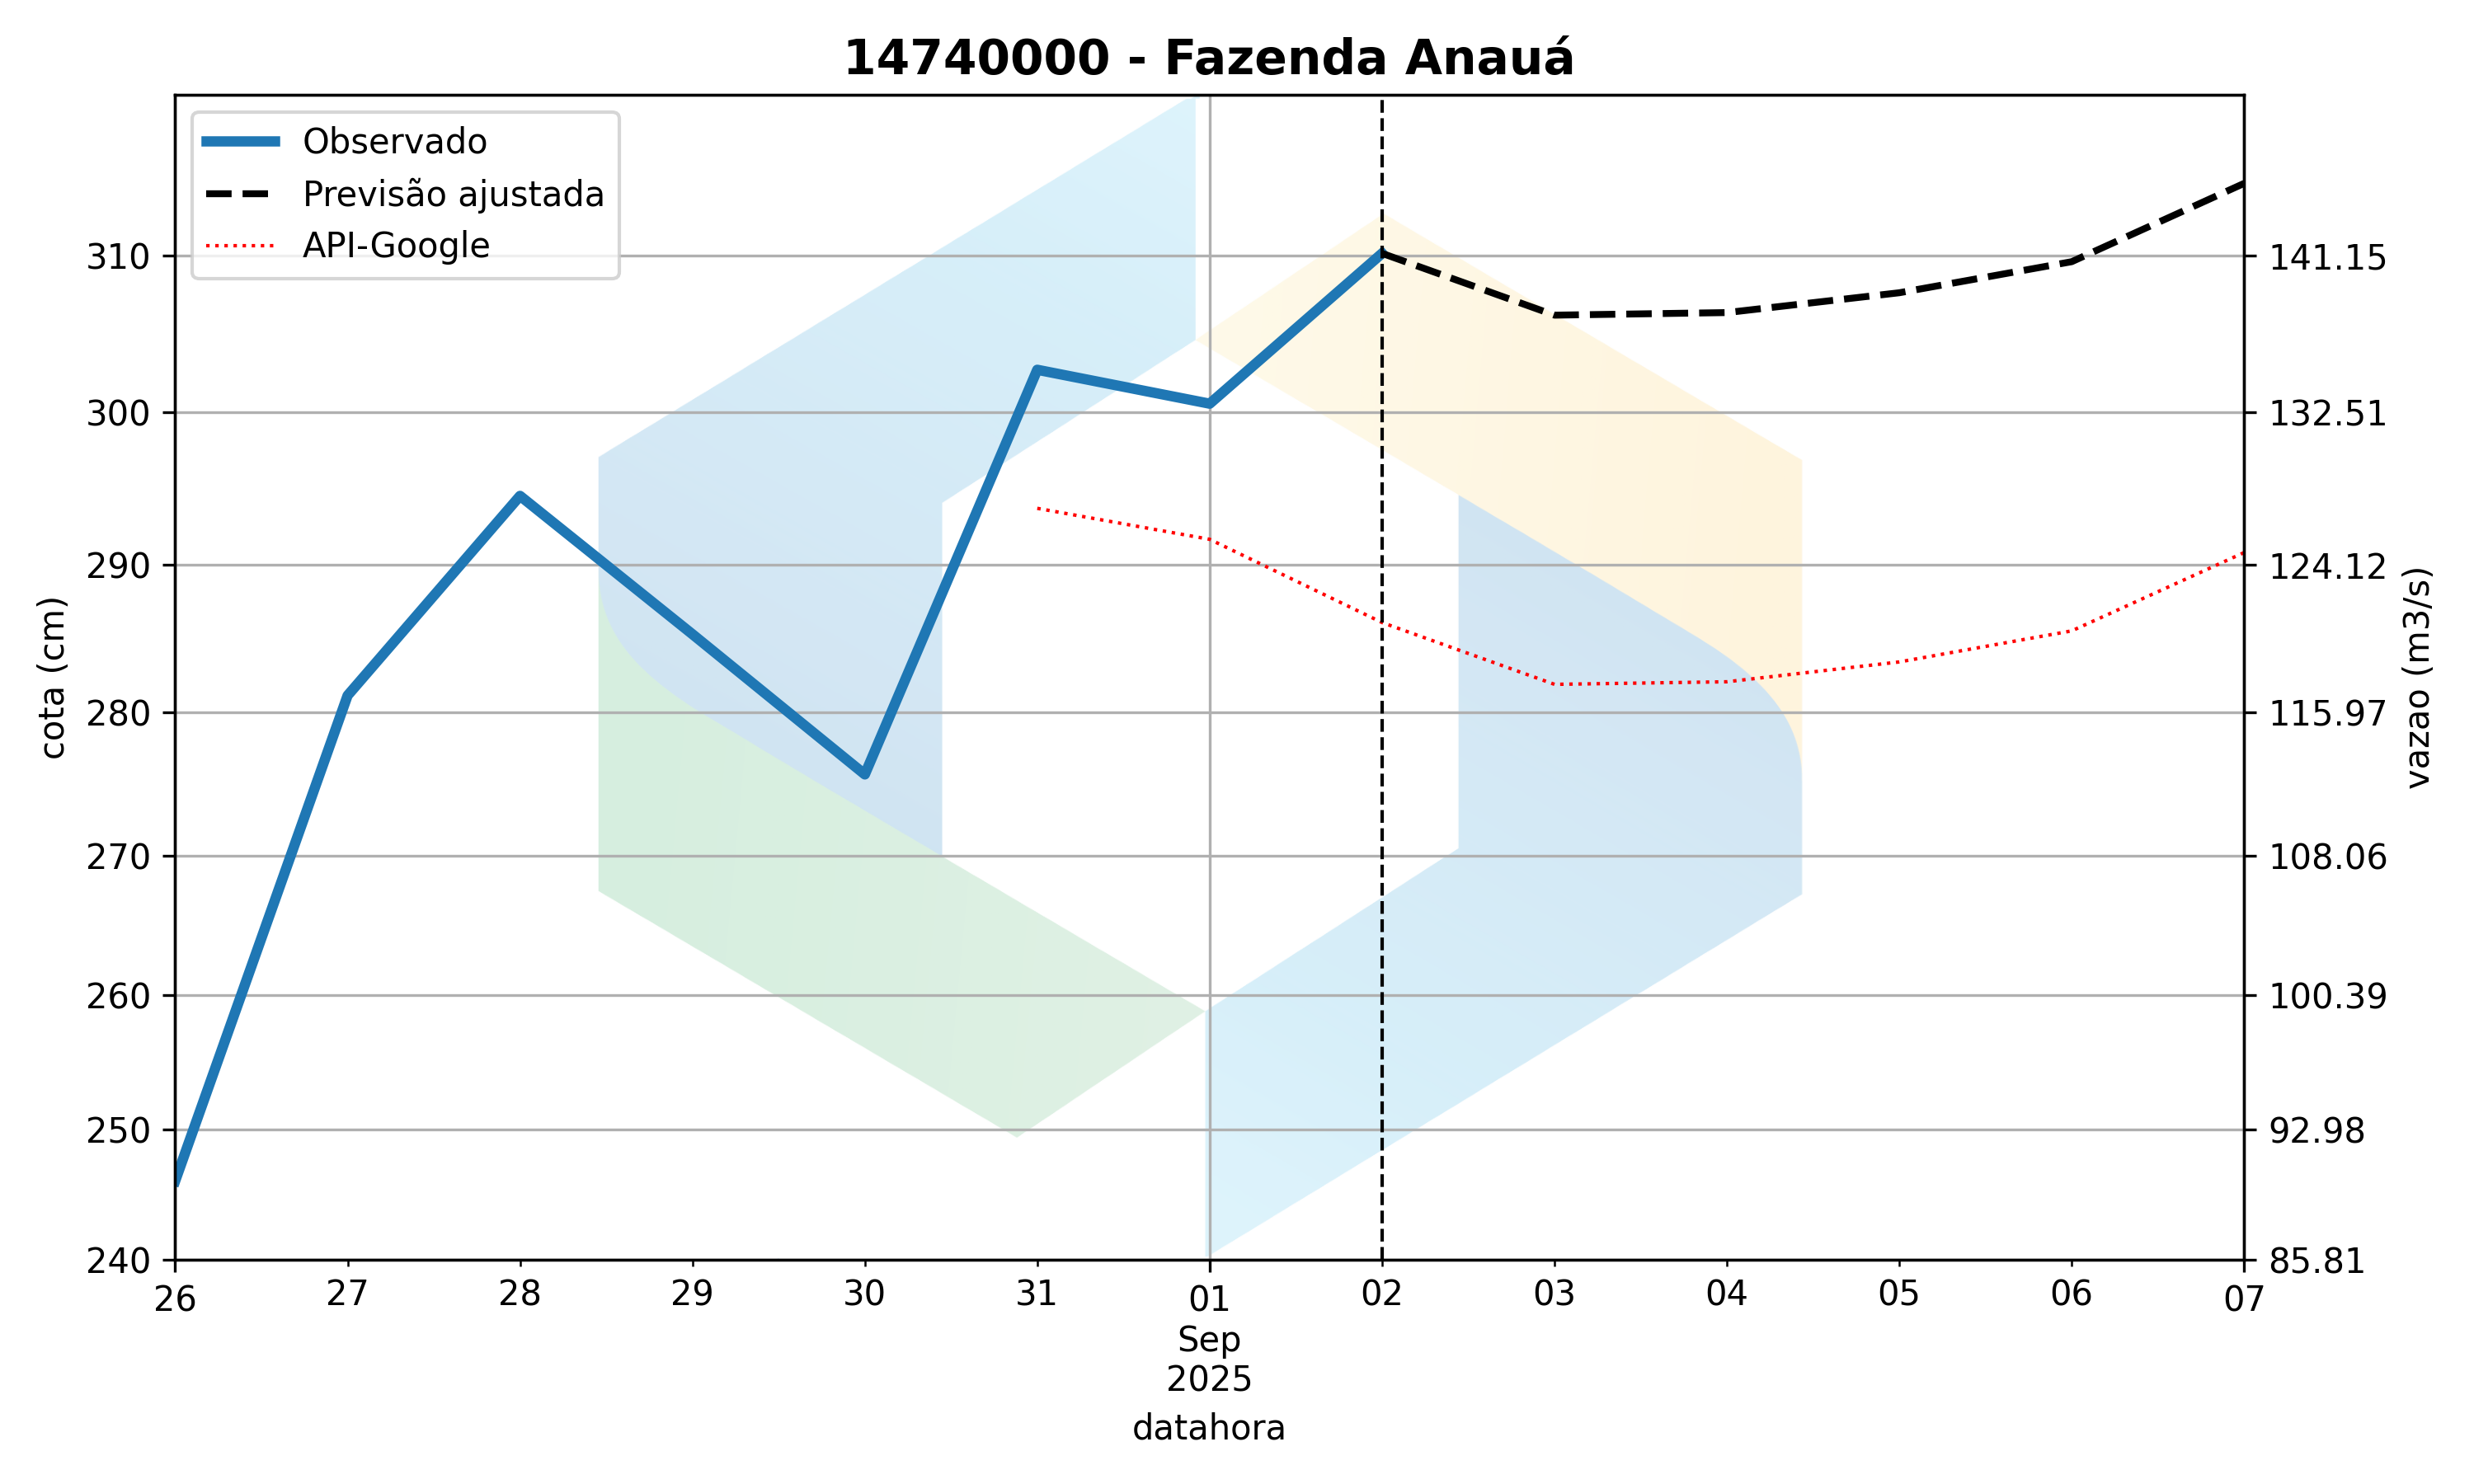 14740000 - Fazenda Anauá
Observado
Previsão ajustada
API-Google
310
300
290
280
270
260
250
240
cota (cm)
141.15
132.51
124.12
115.97
108.06
100.39
92.98
85.81
vazao (m3/s)
26 27 28 29 30 31 01 02 03 04 05 06 07
Sep
2025
datahora